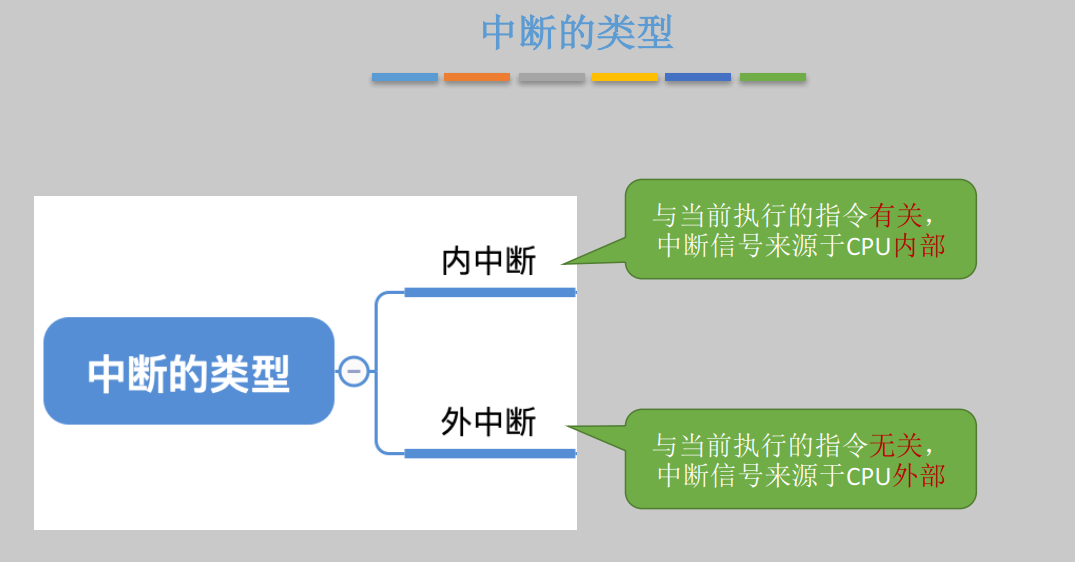 中断的类型
与当前执行的指令有关，
中断信号来源于CPU内部
内中断
中断的类型
外中断
与当前执行的指令无关，
中断信号来源于CPU外部